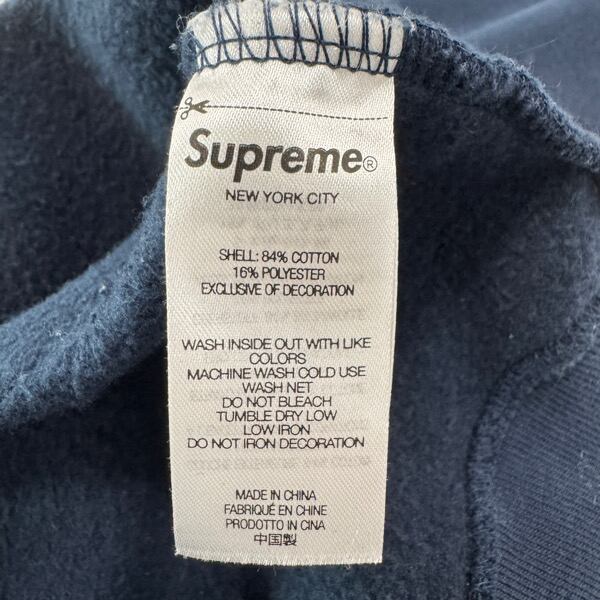 Supreme®
NEW YORK CITY
SHELL: 84% COTTON
16% POLYESTER
EXCLUSIVE OF DECORATION
WASH INSIDE OUT WITH LIKE
COLORS
MACHINE WASH COLD USE
WASH NET
DO NOT BLEACH
TUMBLE DRY LOW
LOW IRON
DO NOT IRON DECORATION
MADE IN CHINA
FABRIQUÉ EN CHINE
PRODOTTO IN CINA
中国製